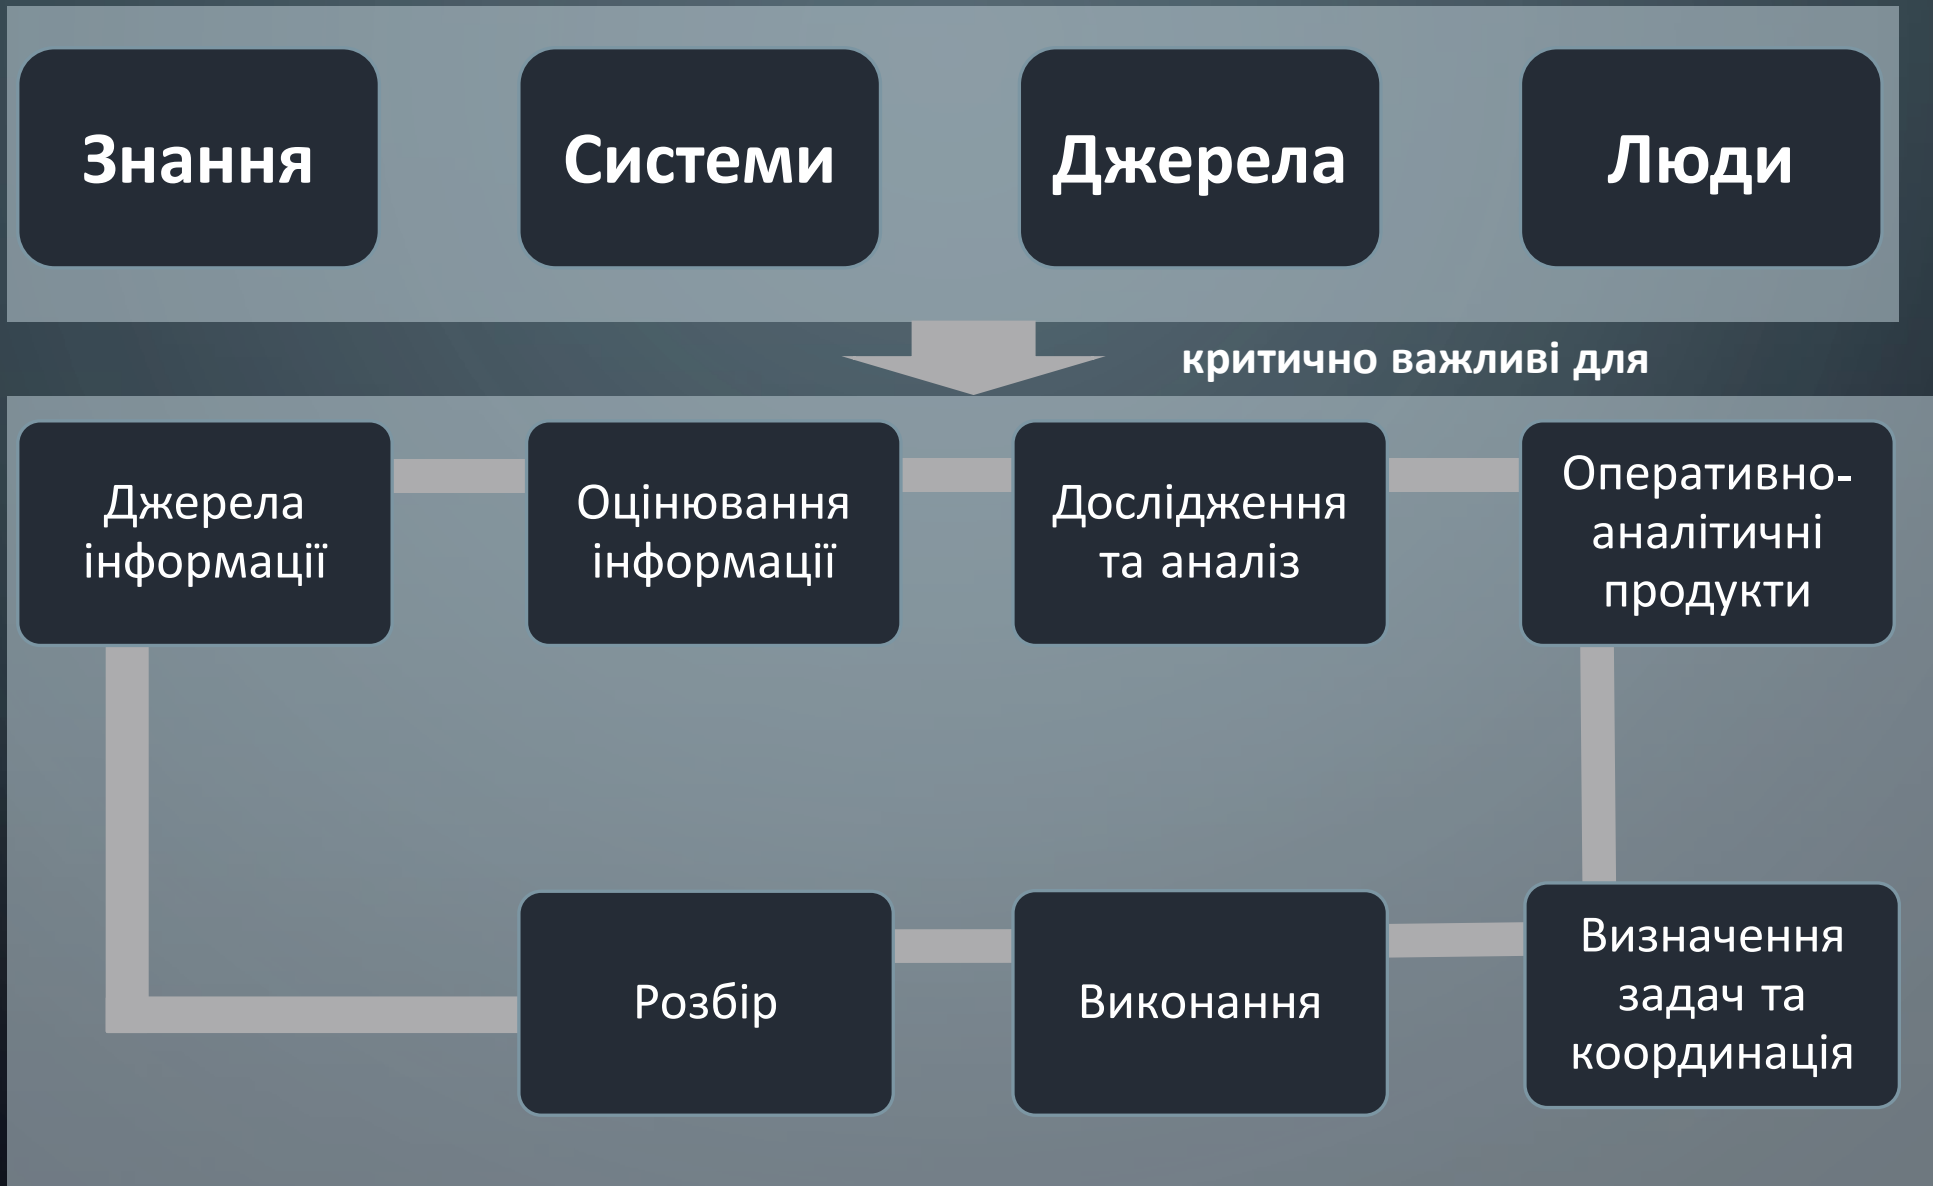 Знання
Системи
Джерела
Люди
критично важливі для
Джерела
інформації
Оцінювання
інформації
Дослідження
та аналіз
Оперативно-
аналітичні
продукти
Розбір
Виконання
Визначення
задач та
координація